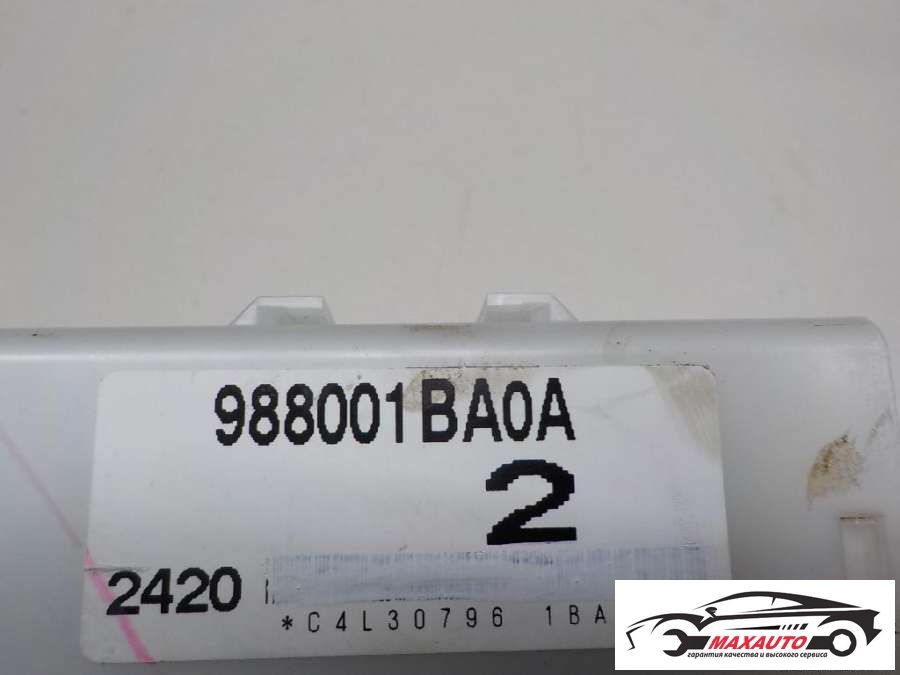 988001BA0A
2
2420
*C4L30796 1BA
MAXAUTO
гарантия качества и высокого сервиса